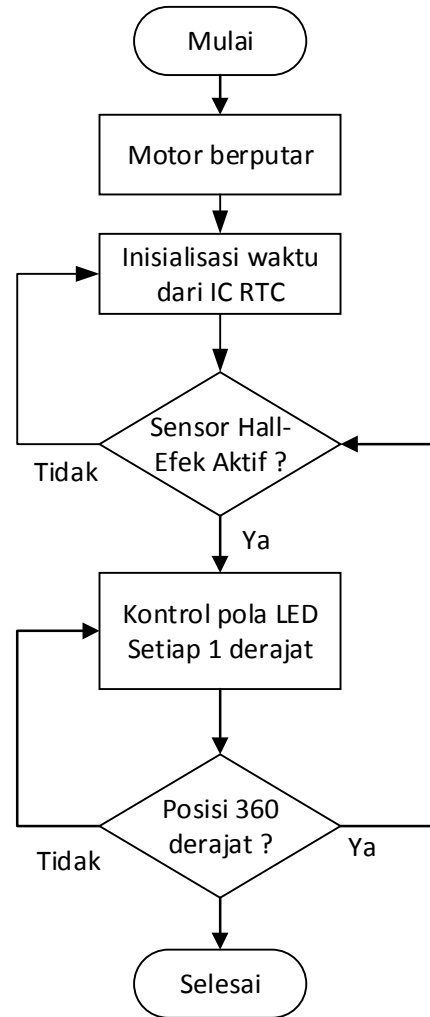 Mulai
Motor berputar
Inisialisasi waktu
dari IC RTC
Sensor Hall-
Efek Aktif ?
Tidak
Ya
Kontrol pola LED
Setiap 1 derajat
Posisi 360
derajat ?
Tidak
Ya
Selesai